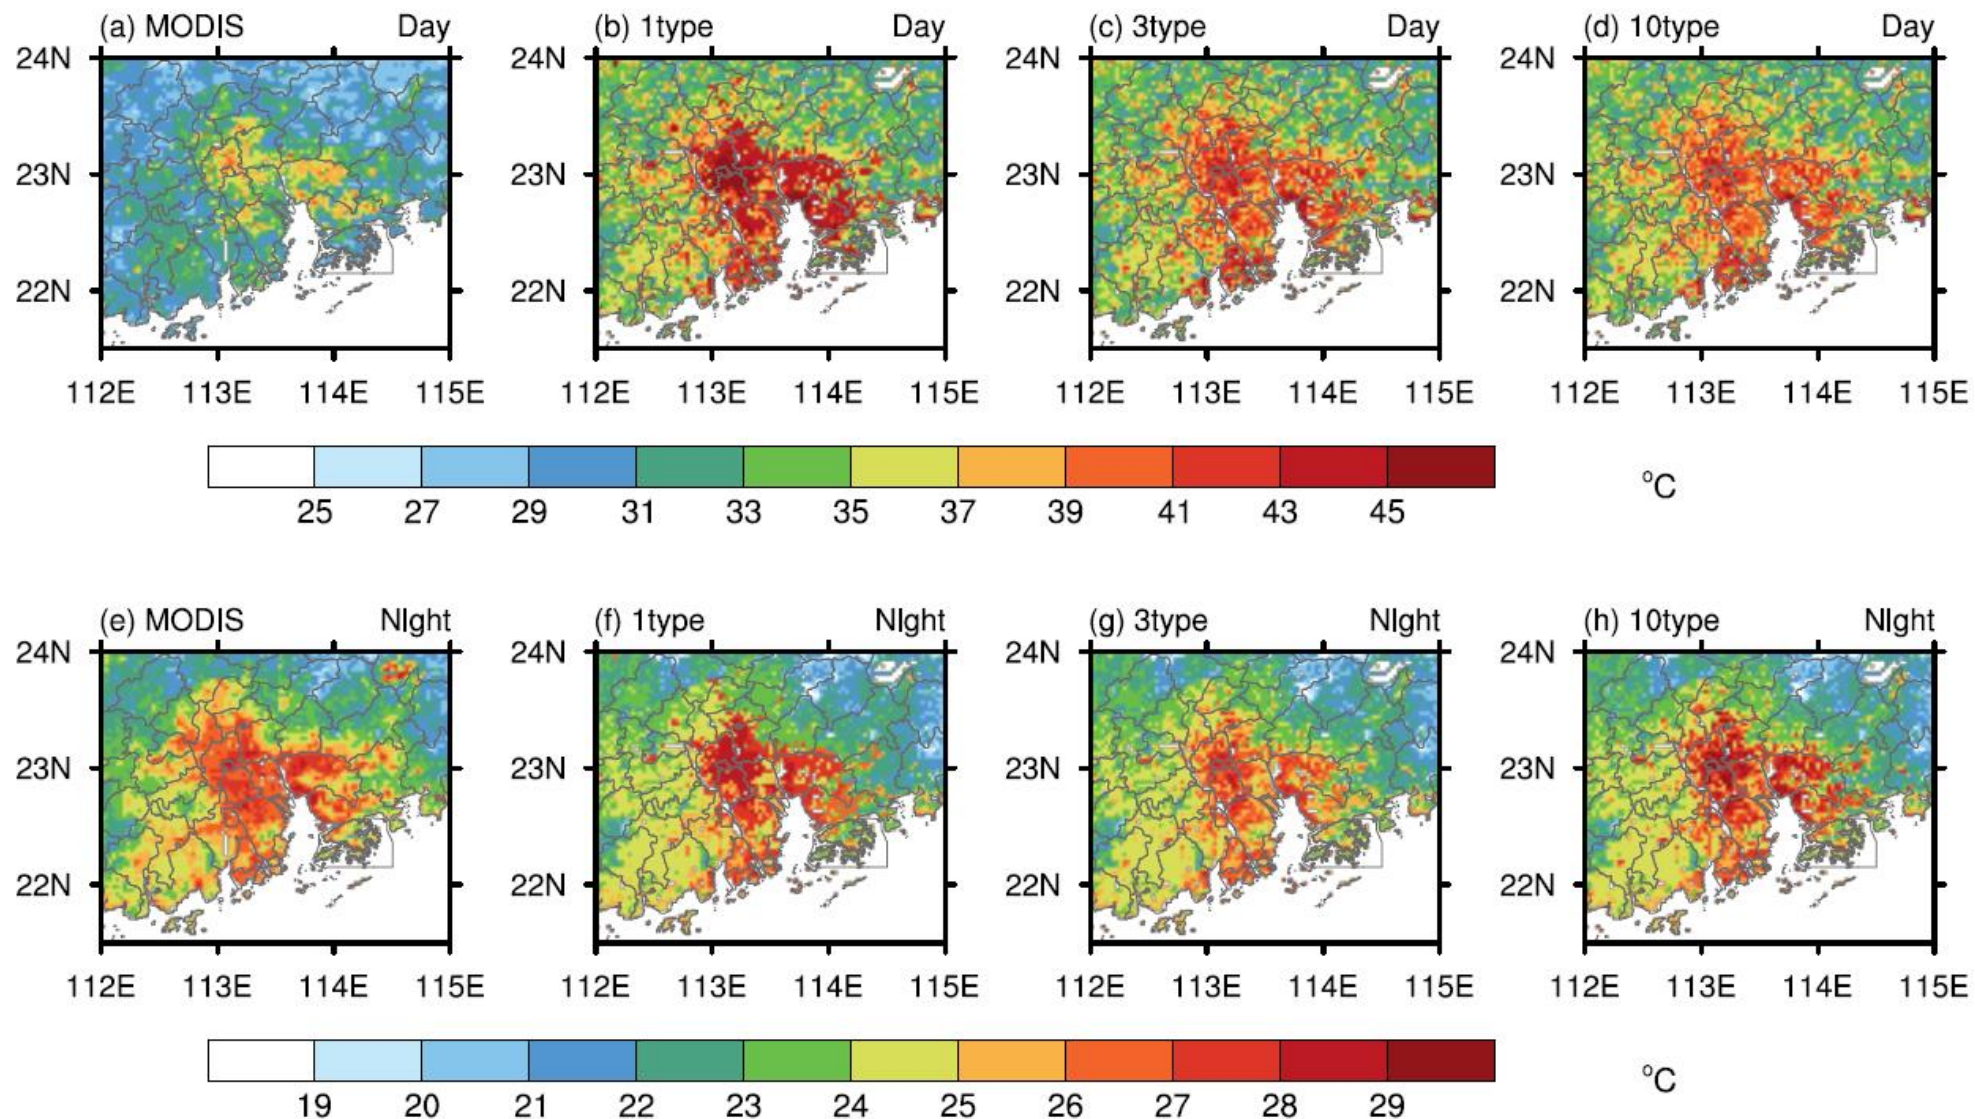 (a) MODIS Day (b) 1type Day (c) 3type Day (d) 10type Day
24N 24N 24N 24N
23N 23N 23N 23N
22N 22N 22N 22N
112E 113E 114E 115E 112E 113E 114E 115E 112E 113E 114E 115E 112E 113E 114E 115E
25 27 29 31 33 35 37 39 41 43 45 °C
(e) MODIS NIght (f) 1type NIght (g) 3type NIght (h) 10type NIght
24N 24N 24N 24N
23N 23N 23N 23N
22N 22N 22N 22N
112E 113E 114E 115E 112E 113E 114E 115E 112E 113E 114E 115E 112E 113E 114E 115E
19 20 21 22 23 24 25 26 27 28 29 °C